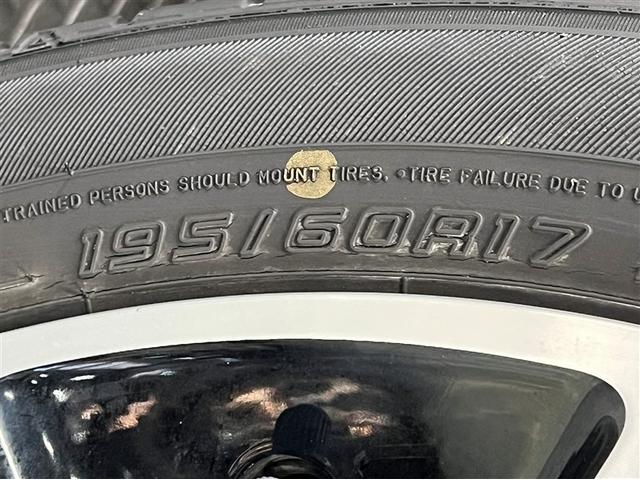 TRAINED PERSONS SHOULD MOUNT TIRES. •TIRE FAILURE DUE TO
195/60R17